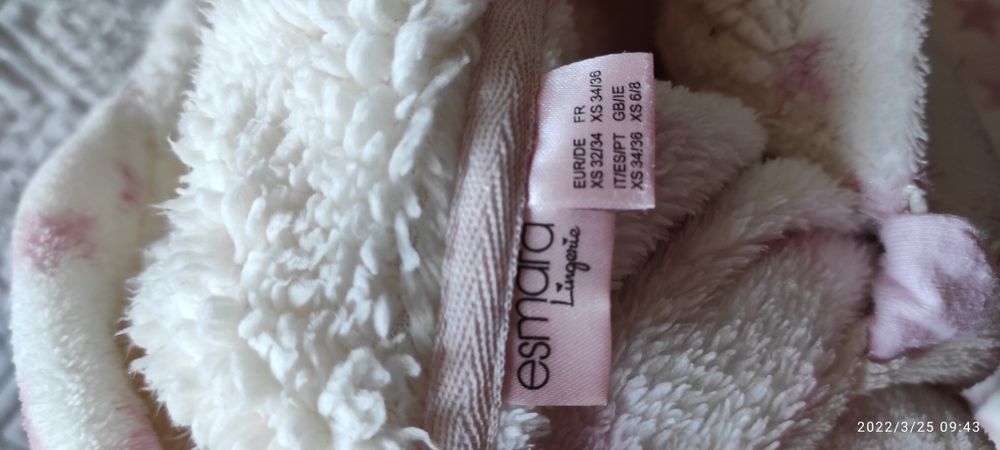 EUR/DE FR
XS 32/34 XS 34/36
IT/ES/PT GB/IE
XS 34/36 XS 6/8
esmara
Lingerie
2022/3/25 09:43